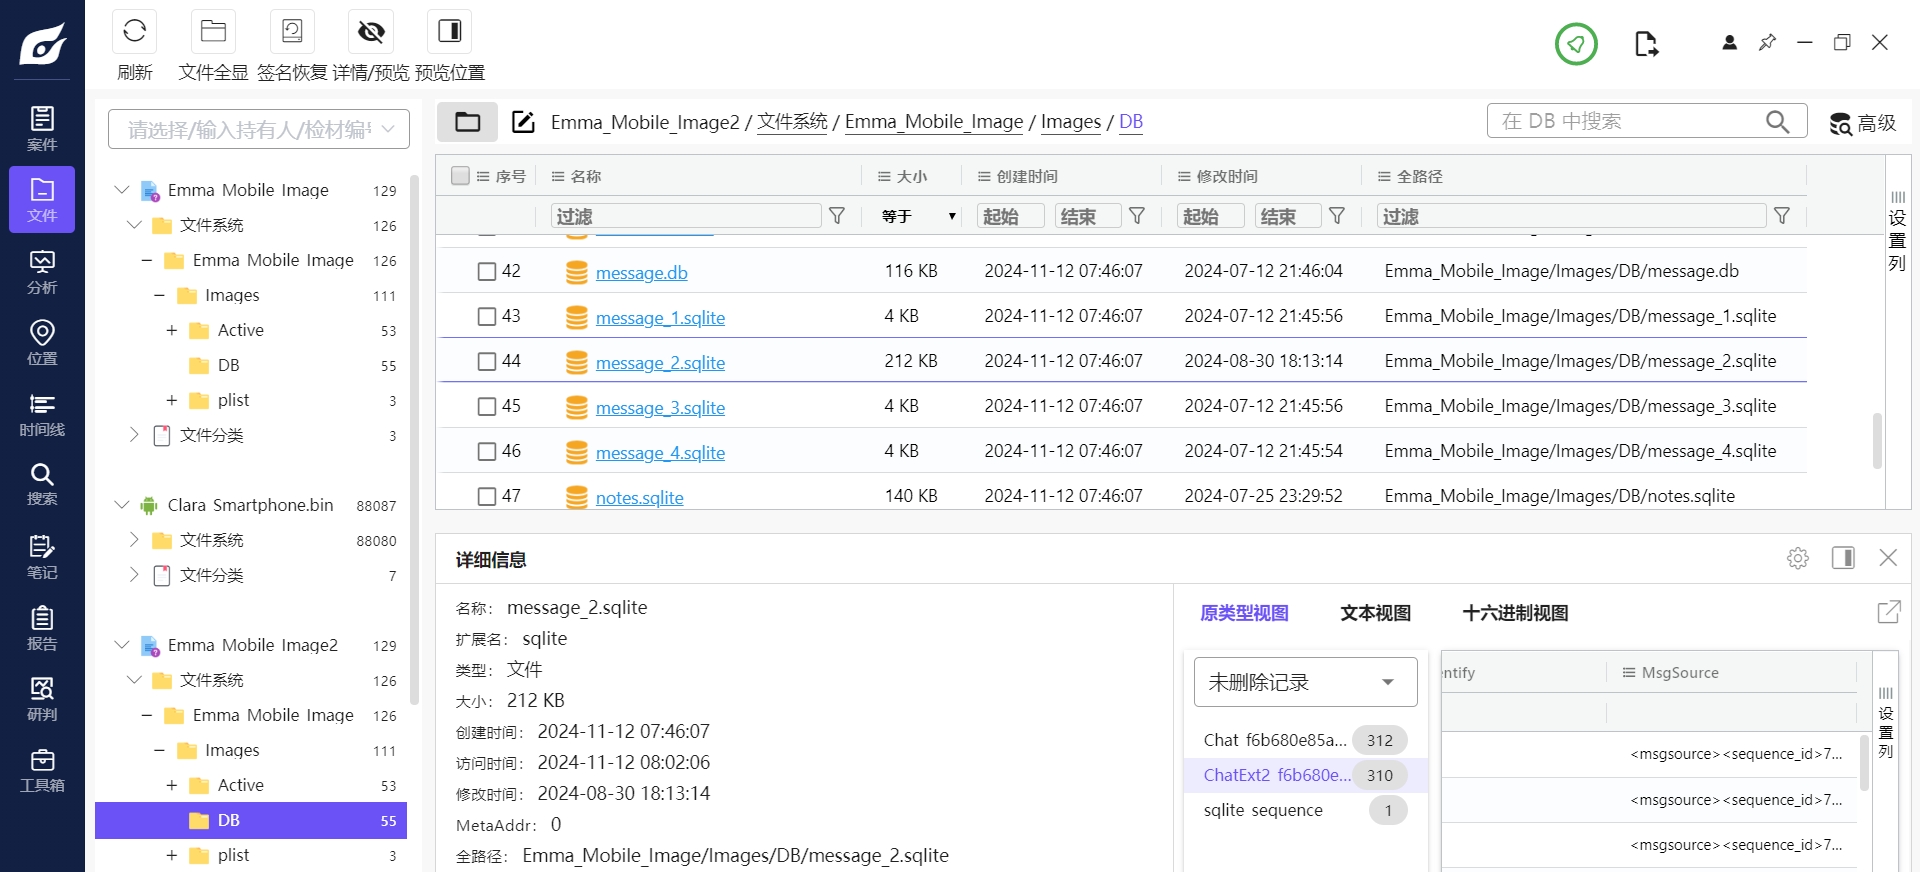 刷新
文件全显
签名恢复
详情/预览
预览位置
案件
文件
分析
位置
时间线
搜索
笔记
报告
研判
工具箱
请选择/输入持有人/检材编号
Emma Mobile Image 129
文件系统 126
Emma Mobile Image 126
Images 111
Active 53
DB 55
plist 3
文件分类 3
Clara Smartphone.bin 88087
文件系统 88080
文件分类 7
Emma Mobile Image2 129
文件系统 126
Emma Mobile Image 126
Images 111
Active 53
DB 55
plist 3
Emma_Mobile_Image2 / 文件系统 / Emma_Mobile_Image / Images / DB
在 DB 中搜索
高级
序号 名称 大小 创建时间 修改时间 全路径
过滤 等于 起始 结束 起始 结束 过滤
42 message.db 116 KB 2024-11-12 07:46:07 2024-07-12 21:46:04 Emma_Mobile_Image/Images/DB/message.db
43 message_1.sqlite 4 KB 2024-11-12 07:46:07 2024-07-12 21:45:56 Emma_Mobile_Image/Images/DB/message_1.sqlite
44 message_2.sqlite 212 KB 2024-11-12 07:46:07 2024-08-30 18:13:14 Emma_Mobile_Image/Images/DB/message_2.sqlite
45 message_3.sqlite 4 KB 2024-11-12 07:46:07 2024-07-12 21:45:56 Emma_Mobile_Image/Images/DB/message_3.sqlite
46 message_4.sqlite 4 KB 2024-11-12 07:46:07 2024-07-12 21:45:54 Emma_Mobile_Image/Images/DB/message_4.sqlite
47 notes.sqlite 140 KB 2024-11-12 07:46:07 2024-07-25 23:29:52 Emma_Mobile_Image/Images/DB/notes.sqlite
设置列
详细信息
名称: message_2.sqlite
扩展名: sqlite
类型: 文件
大小: 212 KB
创建时间: 2024-11-12 07:46:07
访问时间: 2024-11-12 08:02:06
修改时间: 2024-08-30 18:13:14
MetaAddr: 0
全路径: Emma_Mobile_Image/Images/DB/message_2.sqlite
原类型视图 文本视图 十六进制视图
未删除记录
Chat f6b680e85a... 312
ChatExt2 f6b680e... 310
sqlite sequence 1
entify MsgSource
<msgsource><sequence_id>7...
<msgsource><sequence_id>7...
<msgsource><sequence_id>7...
设置列